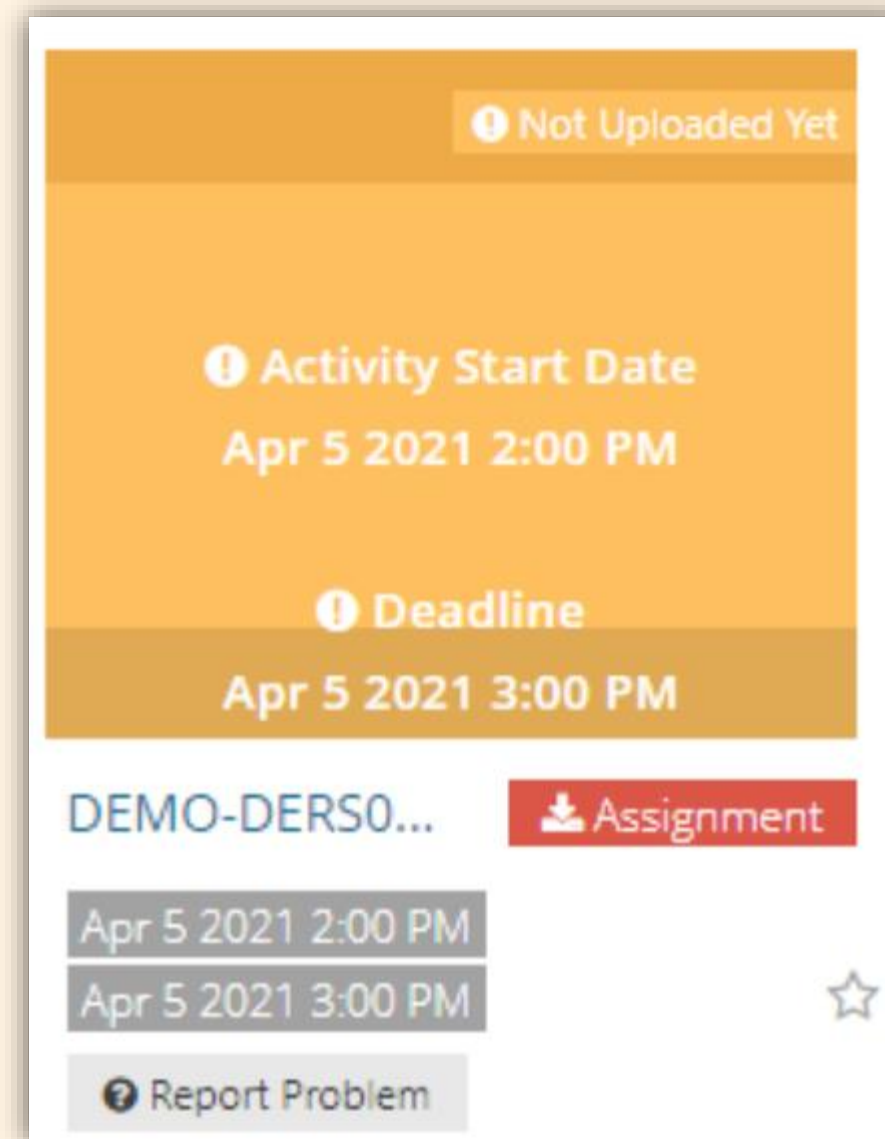 Not Uploaded Yet
Activity Start Date
Apr 5 2021 2:00 PM
Deadline
Apr 5 2021 3:00 PM
DEMO-DERS0...
Assignment
Apr 5 2021 2:00 PM
Apr 5 2021 3:00 PM
Report Problem